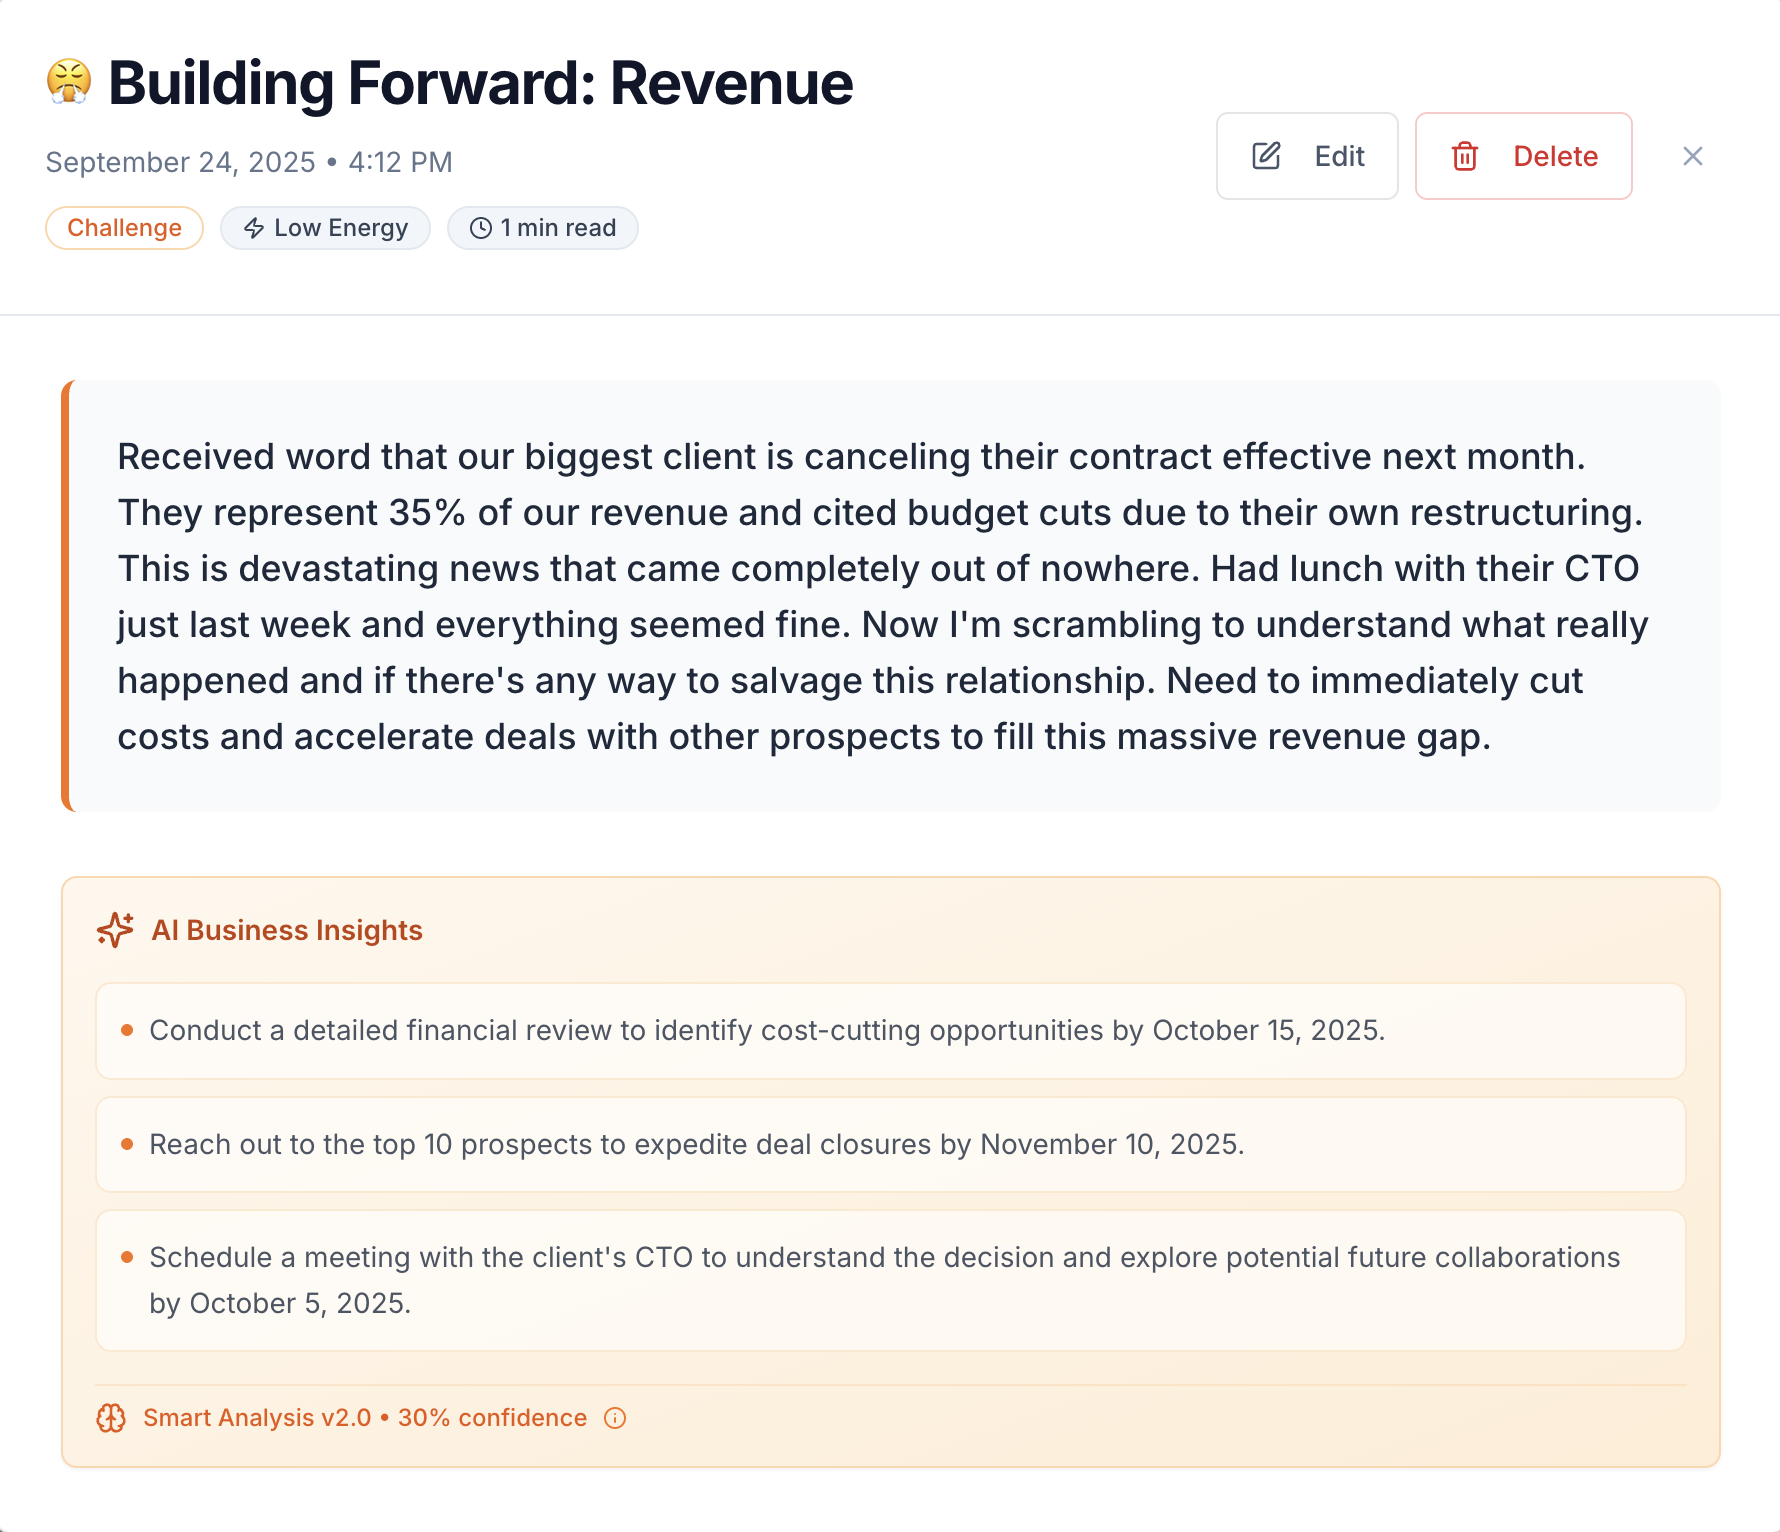 😤 Building Forward: Revenue
September 24, 2025 • 4:12 PM
Edit
Delete
Challenge
Low Energy
1 min read
Received word that our biggest client is canceling their contract effective next month.
They represent 35% of our revenue and cited budget cuts due to their own restructuring.
This is devastating news that came completely out of nowhere. Had lunch with their CTO
just last week and everything seemed fine. Now I'm scrambling to understand what really
happened and if there's any way to salvage this relationship. Need to immediately cut
costs and accelerate deals with other prospects to fill this massive revenue gap.
AI Business Insights
• Conduct a detailed financial review to identify cost-cutting opportunities by October 15, 2025.
• Reach out to the top 10 prospects to expedite deal closures by November 10, 2025.
• Schedule a meeting with the client's CTO to understand the decision and explore potential future collaborations
by October 5, 2025.
Smart Analysis v2.0 • 30% confidence